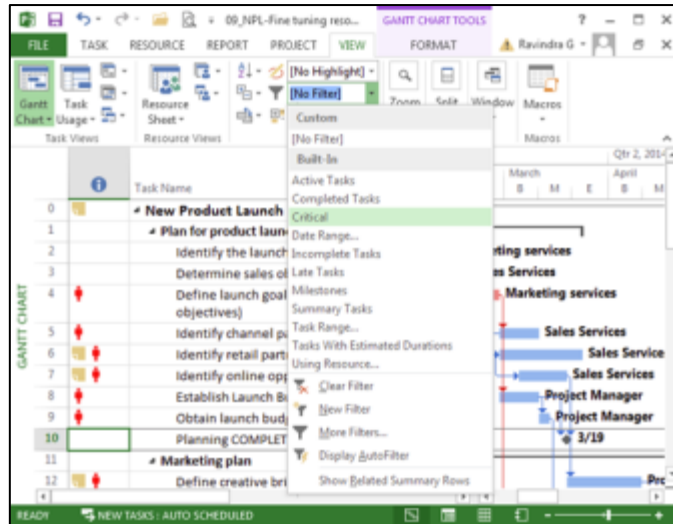 09_NPL-Fine tuning reco...
GANTT CHART TOOLS
FILE TASK RESOURCE REPORT PROJECT VIEW FORMAT
Ravindra G
[No Highlight]
[No Filter]
Gantt Chart
Task Usage
Resource Sheet
Zoom Split Window Macros
Task Views
Resource Views
Macros
Custom
[No Filter]
Built-In
Active Tasks
Completed Tasks
Critical
Date Range...
Incomplete Tasks
Late Tasks
Milestones
Summary Tasks
Task Range...
Tasks With Estimated Durations
Using Resource...
Clear Filter
New Filter
More Filters...
Display AutoFilter
Show Related Summary Rows
Qtr 2, 201
March April
B M E B M
Task Name
0 New Product Launch
1 Plan for product laun
2 Identify the launch
3 Determine sales ob
4 Define launch goal
objectives)
5 Identify channel pa
6 Identify retail partn
7 Identify online opp
8 Establish Launch Bu
9 Obtain launch budg
10 Planning COMPLET
11 Marketing plan
12 Define creative bri
GANTT CHART
ting services
es Services
Marketing services
Sales Services
Sales Service
Sales Services
Project Manager
Project Manager
3/19
Pro
READY NEW TASKS : AUTO SCHEDULED